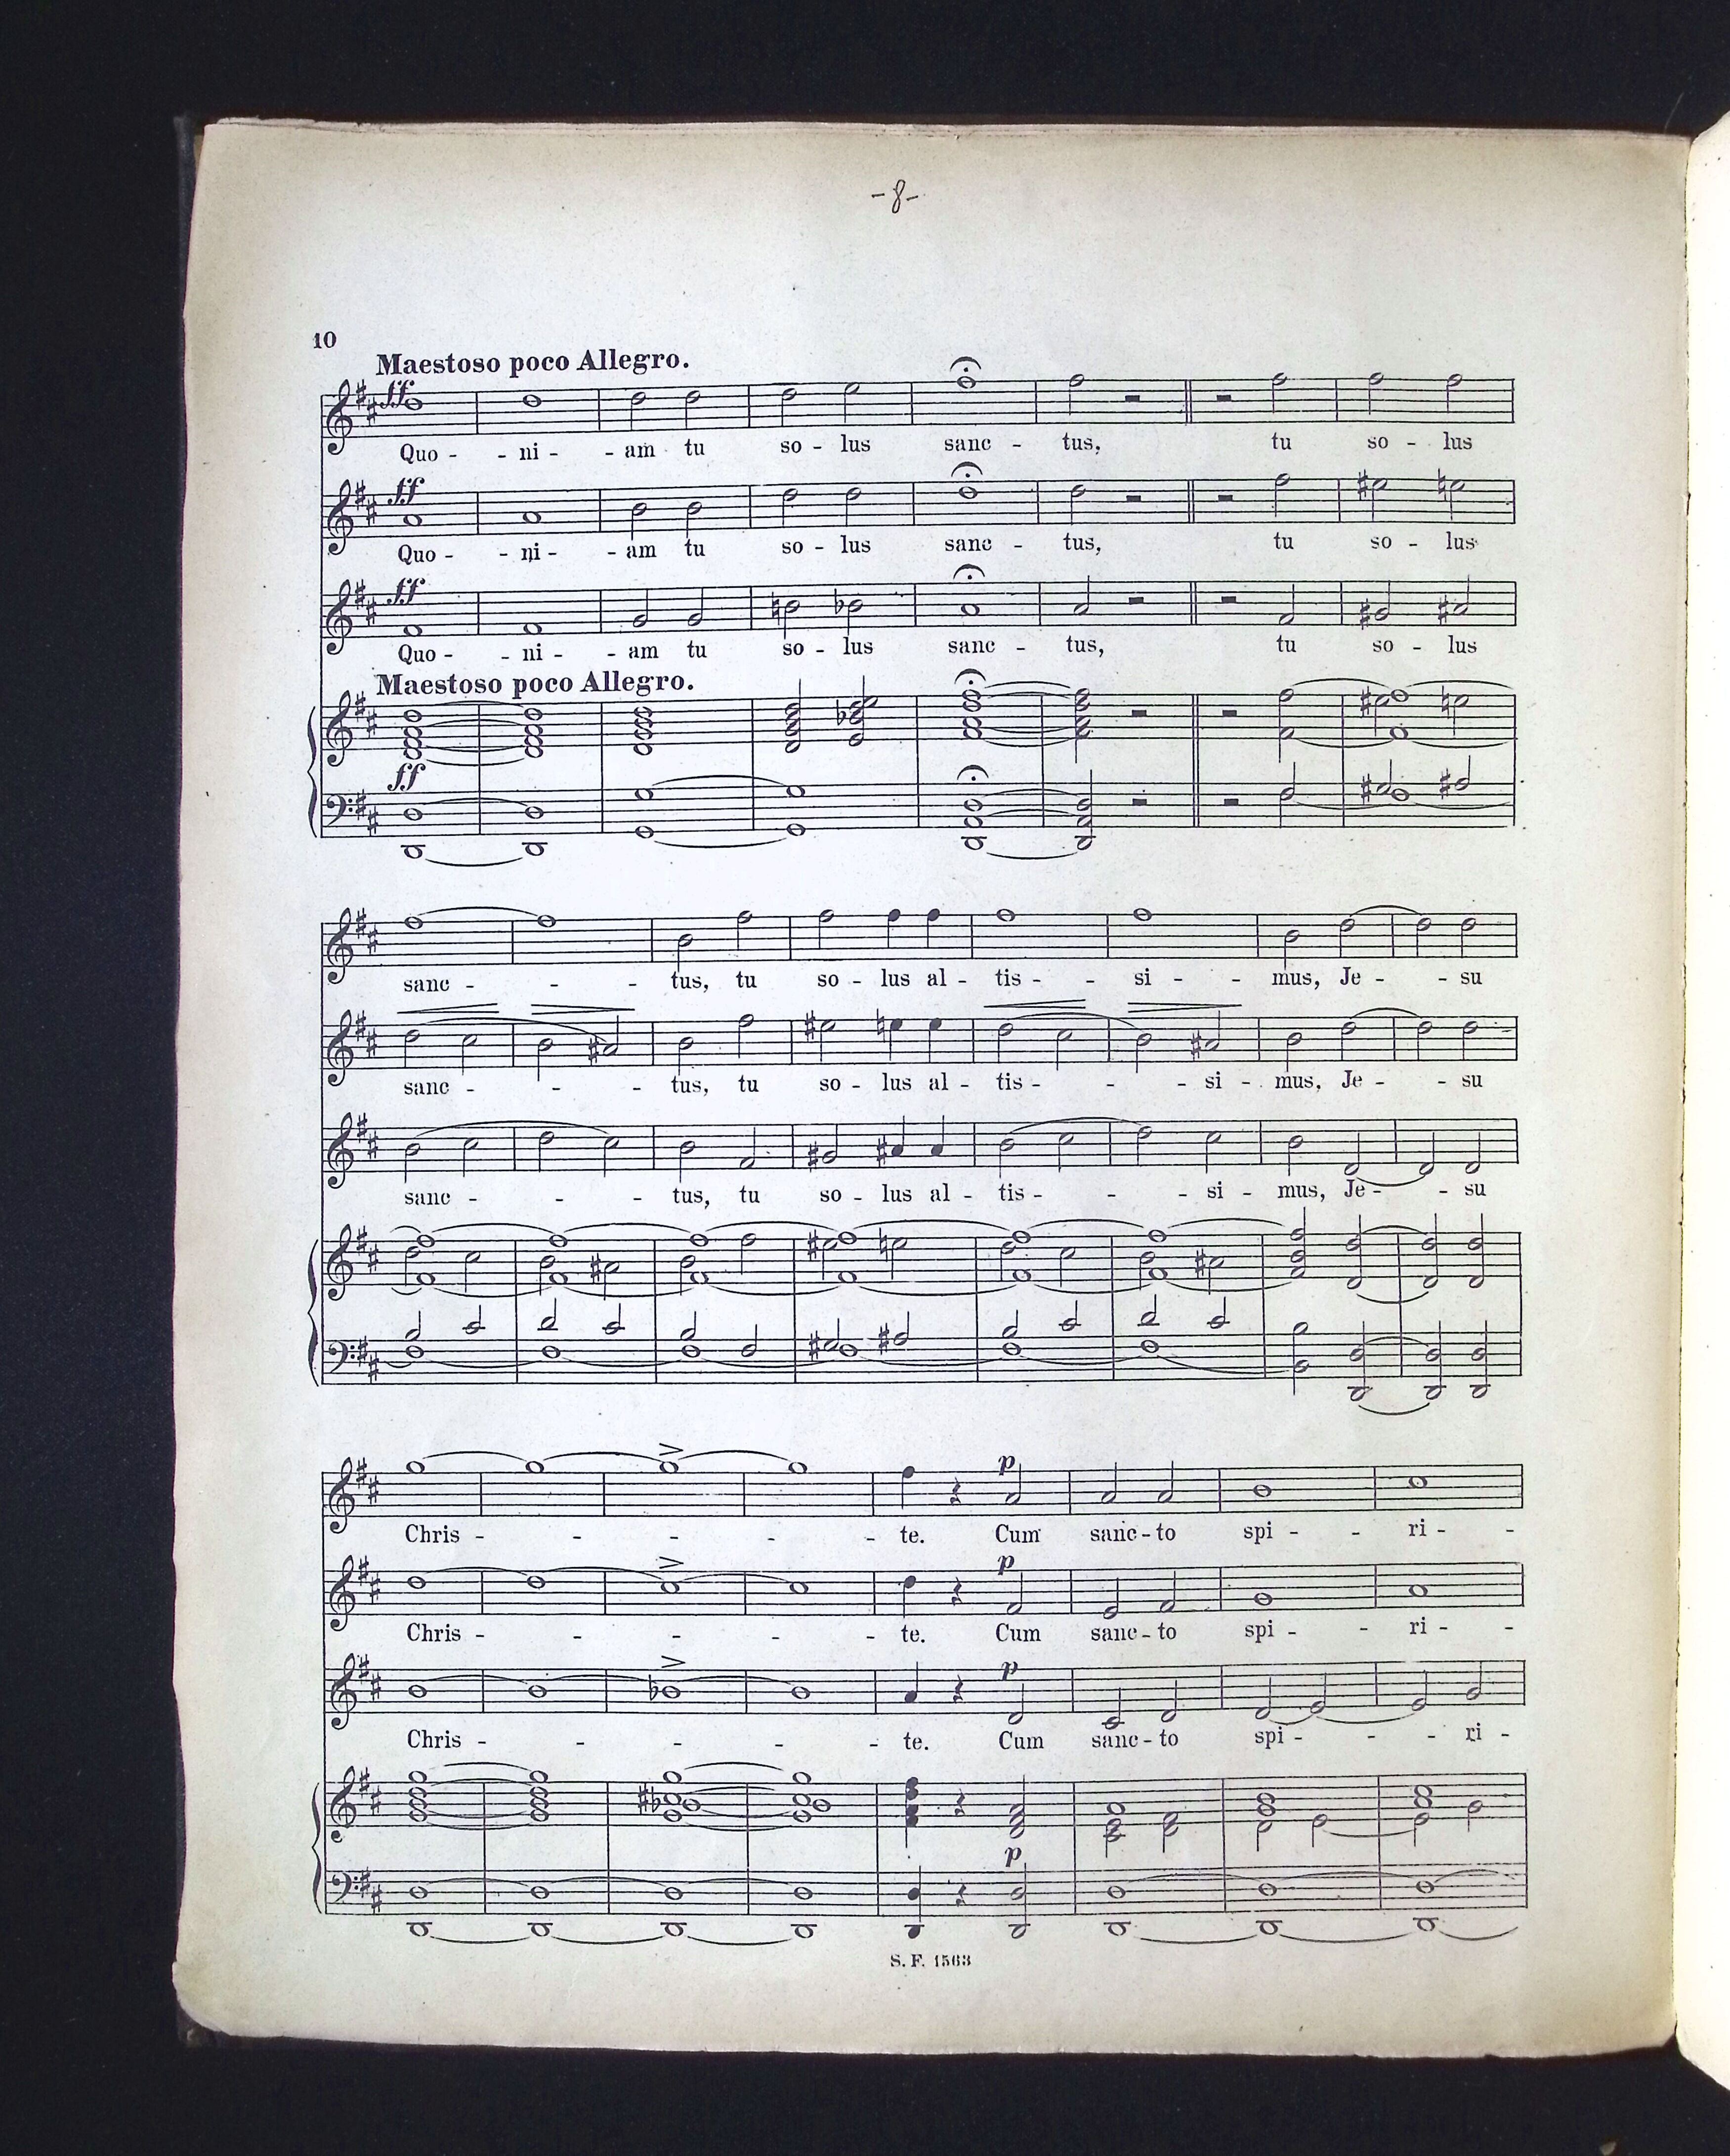 -8-
10
Maestoso poco Allegro.
ff
Quo - - ni - - am tu so - lus sanc - tus, tu so - lus
ff
Quo - - ni - - am tu so - lus sanc - tus, tu so - lus
ff
Quo - - ni - - am tu so - lus sanc - tus, tu so - lus
Maestoso poco Allegro.
ff
sanc - - - tus, tu so - lus al - tis - - si - - mus, Je - - su
sanc - - - tus, tu so - lus al - tis - - - si - mus, Je - - su
sanc - - - tus, tu so - lus al - tis - - - si - mus, Je - - su
p
Chris - - - - - te. Cum sanc - to spi - - ri - -
p
Chris - - - - - te. Cum sanc - to spi - - ri - -
p
Chris - - - - - te. Cum sanc - to spi - - - ri -
p
S. F. 1563